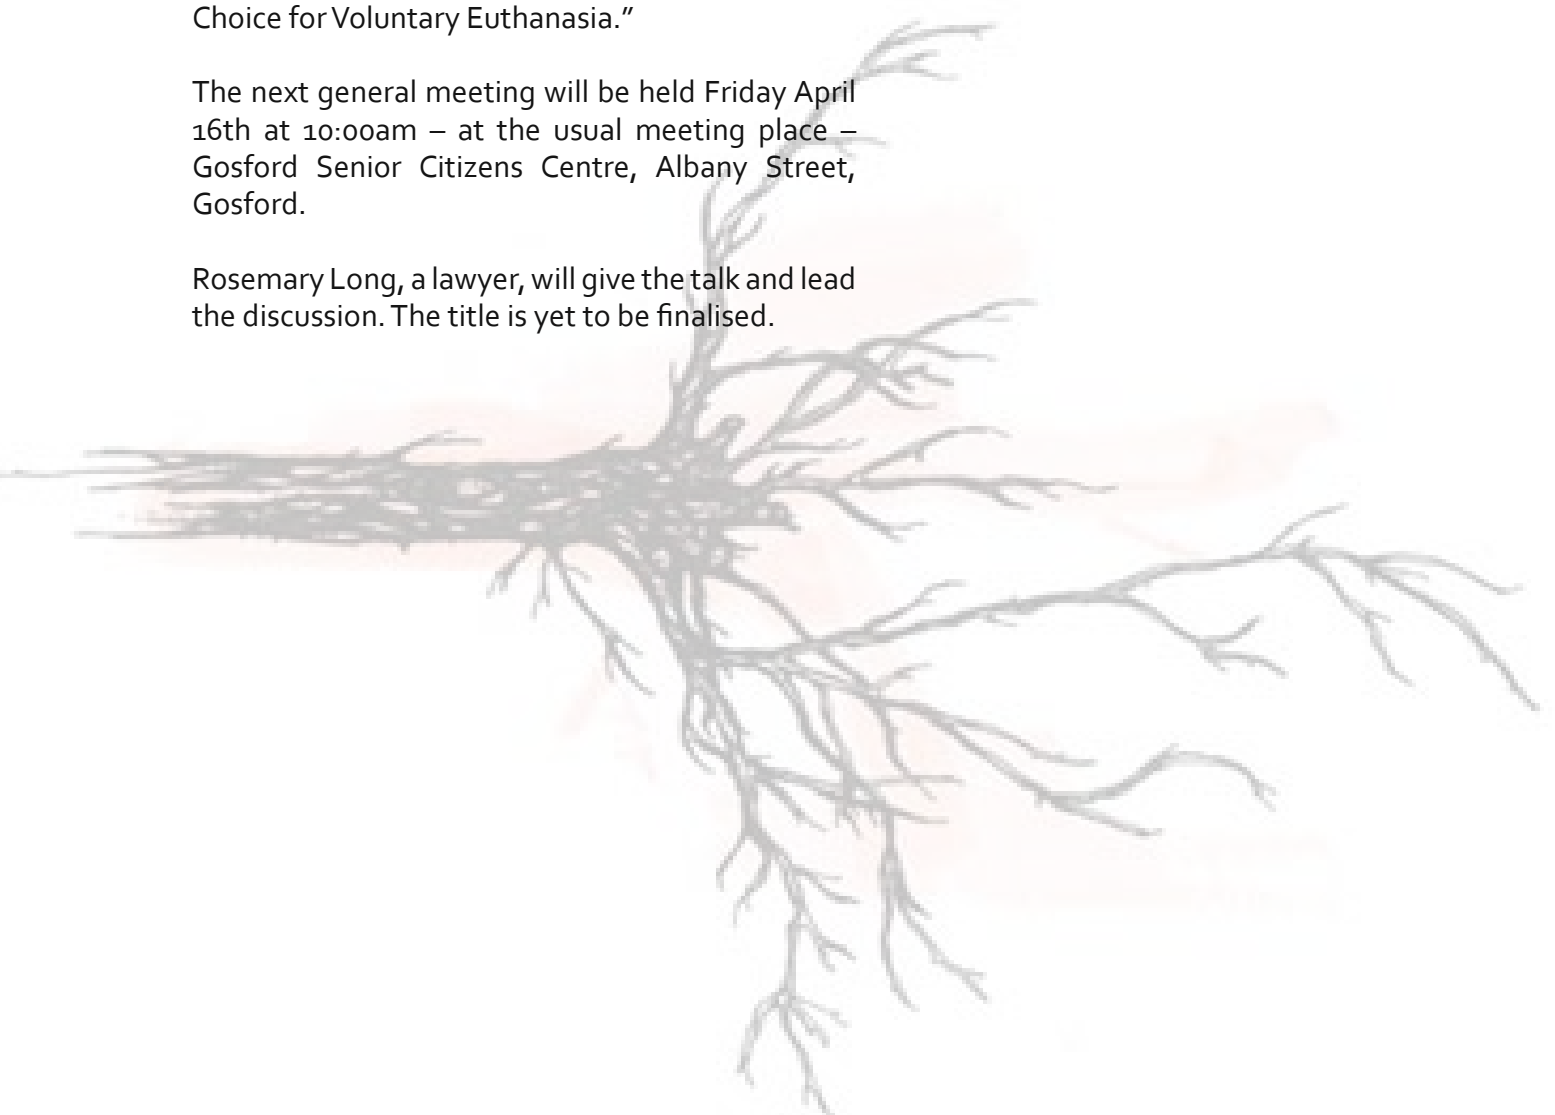 Choice for Voluntary Euthanasia.”
The next general meeting will be held Friday April
16th at 10:00am – at the usual meeting place –
Gosford Senior Citizens Centre, Albany Street,
Gosford.
Rosemary Long, a lawyer, will give the talk and lead
the discussion. The title is yet to be finalised.